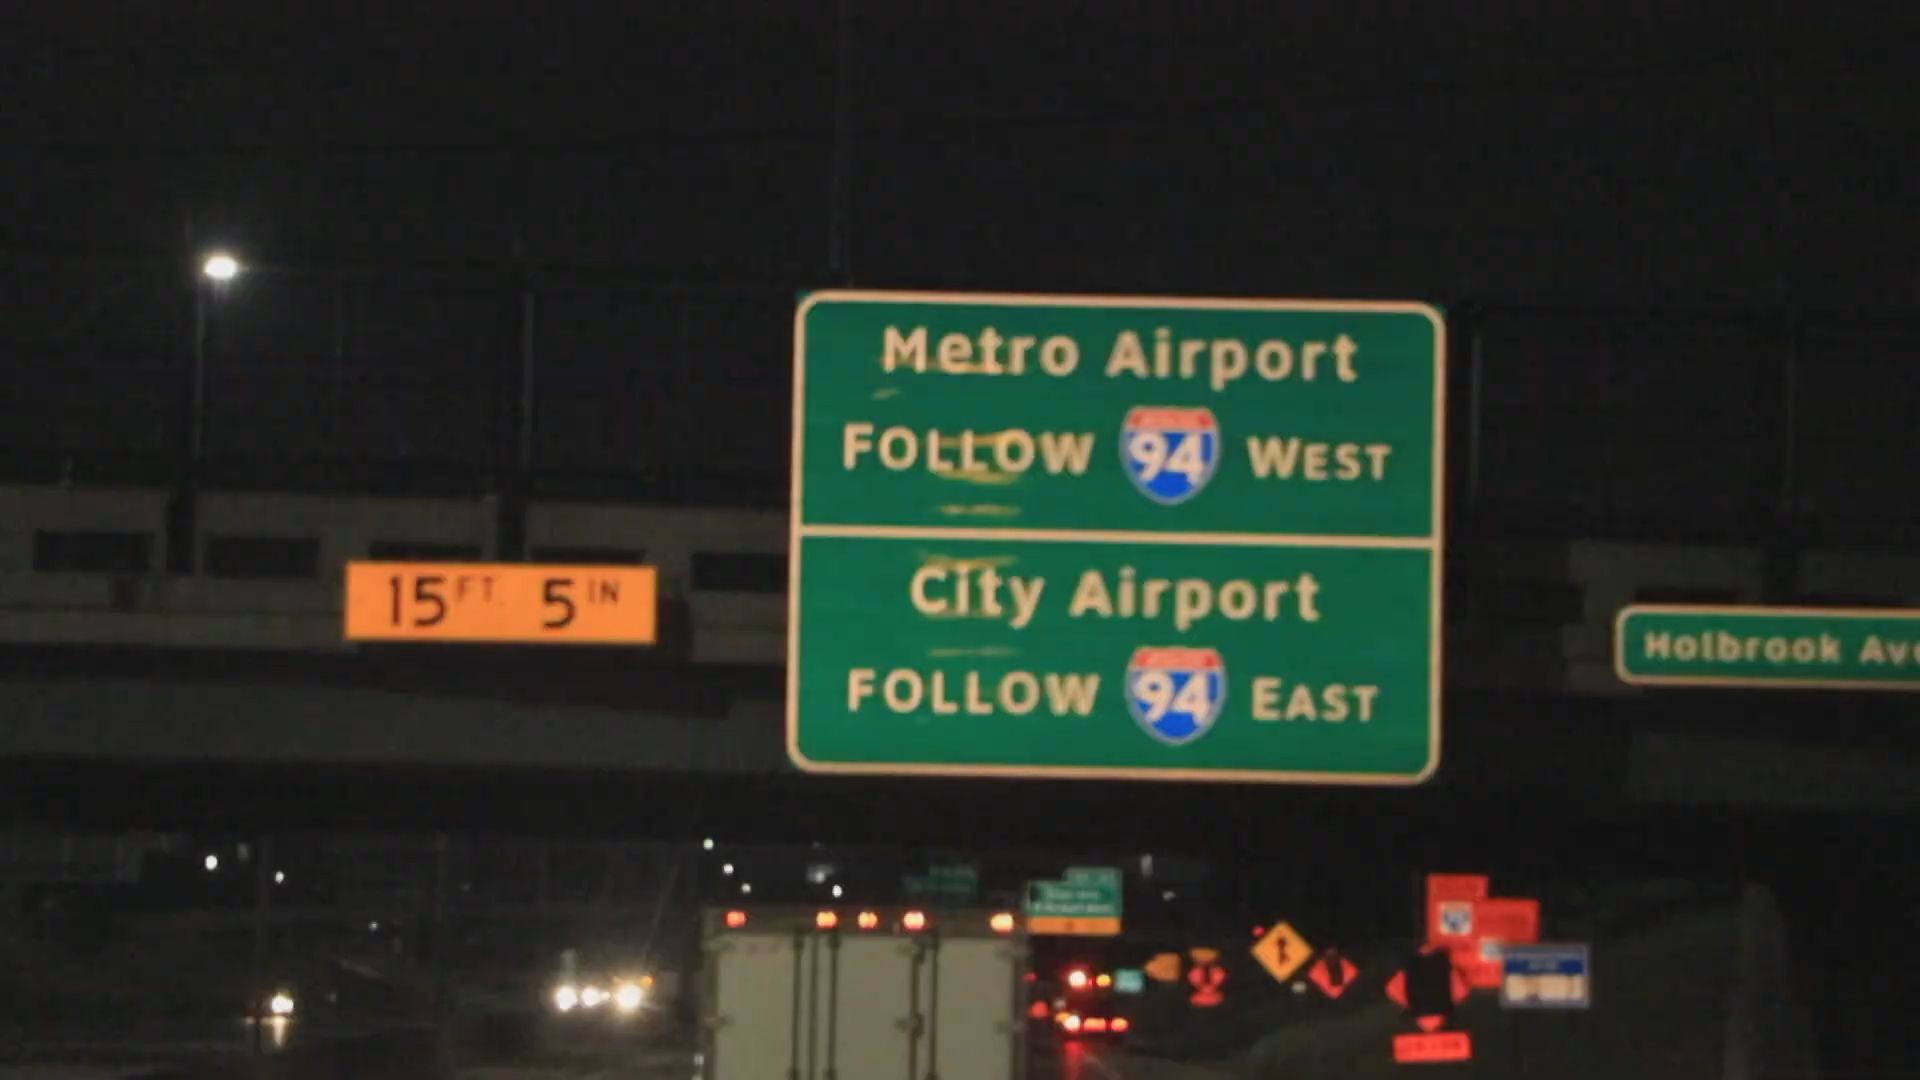 Metro Airport
FOLLOW 94 WEST
City Airport
FOLLOW 94 EAST
15 FT. 5 IN
Holbrook Ave